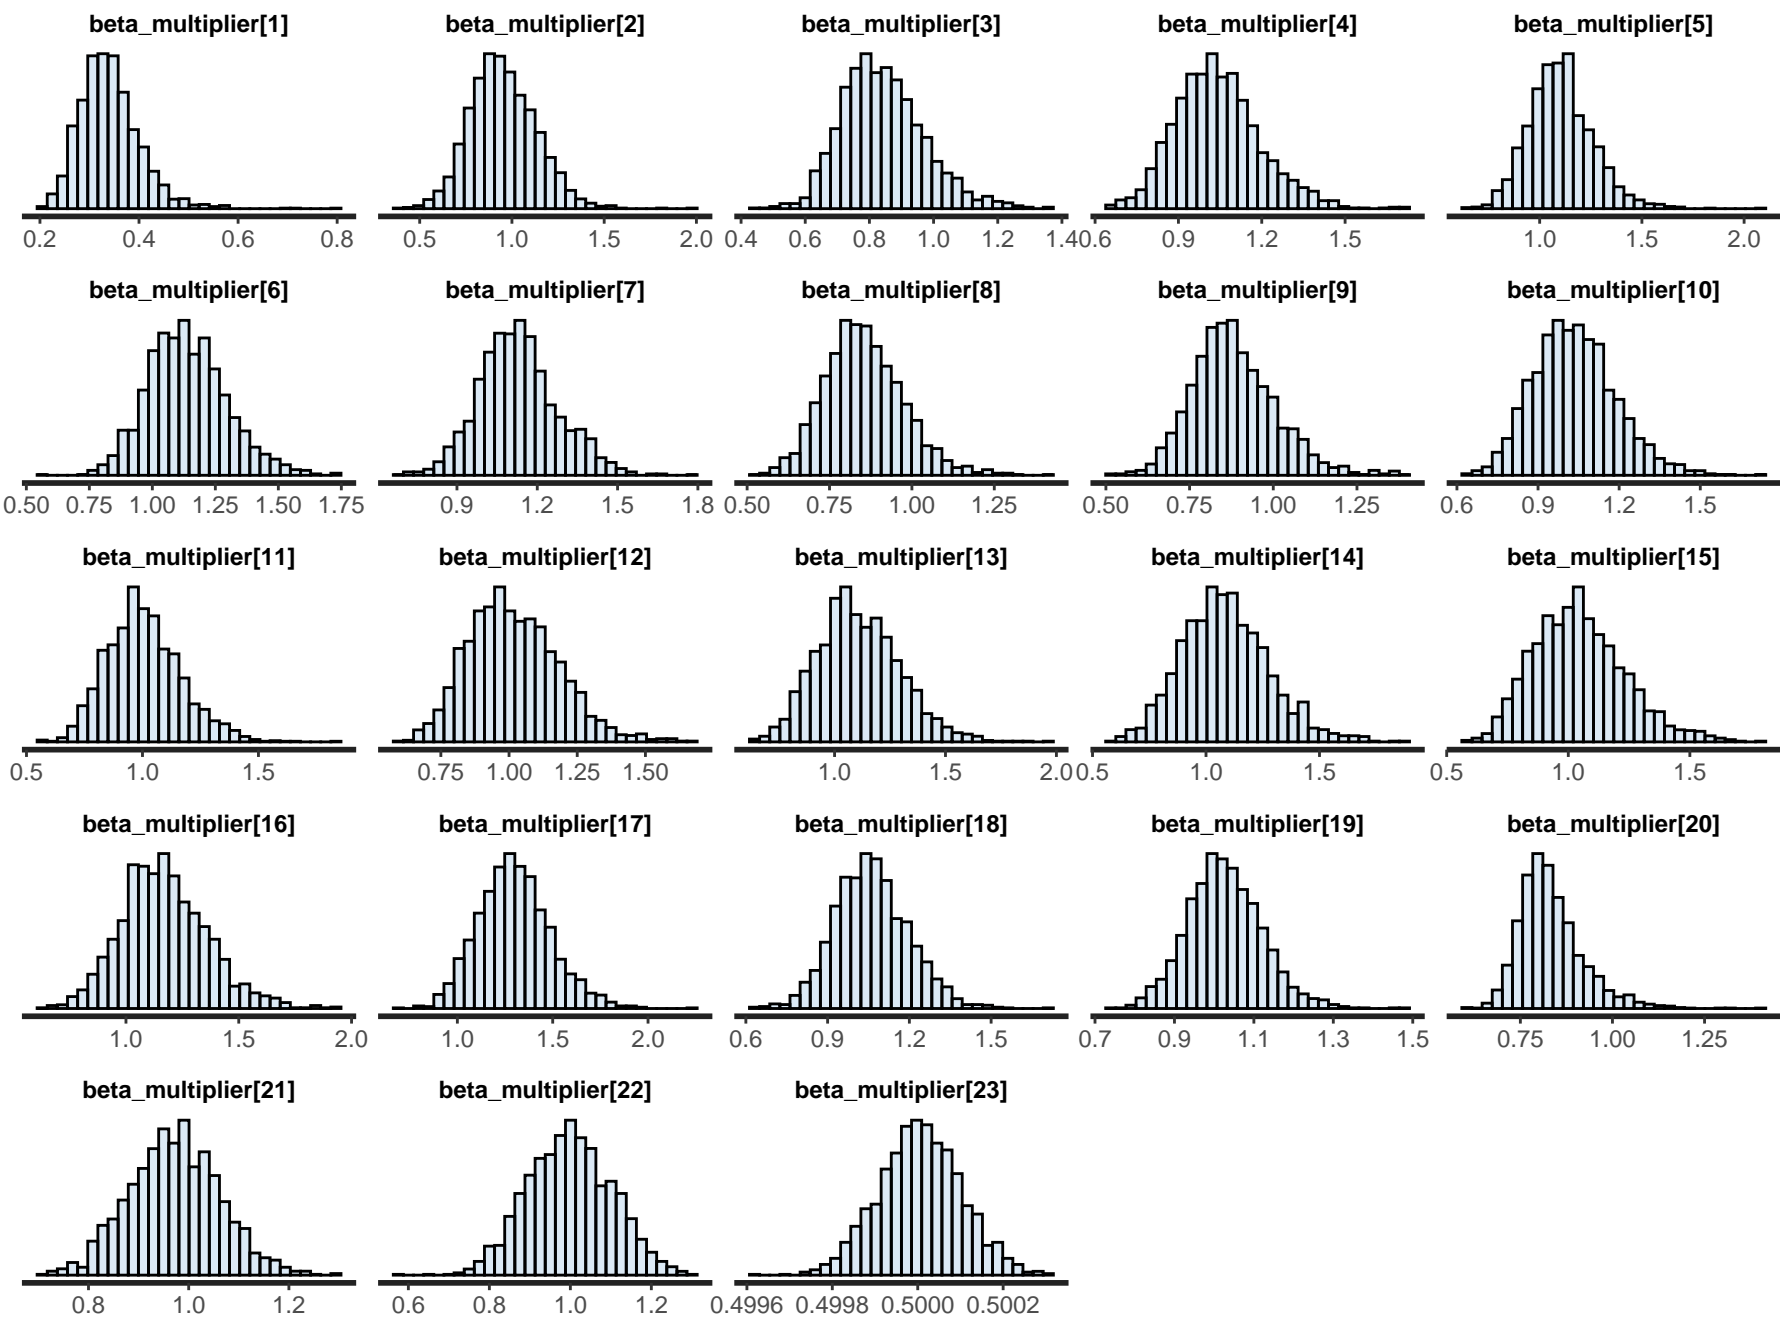 beta_multiplier[1] beta_multiplier[2] beta_multiplier[3] beta_multiplier[4] beta_multiplier[5]
0.2 0.4 0.6 0.8 0.5 1.0 1.5 2.0 0.4 0.6 0.8 1.0 1.2 1.4 0.6 0.9 1.2 1.5 1.0 1.5 2.0
beta_multiplier[6] beta_multiplier[7] beta_multiplier[8] beta_multiplier[9] beta_multiplier[10]
0.50 0.75 1.00 1.25 1.50 1.75 0.9 1.2 1.5 1.8 0.50 0.75 1.00 1.25 0.50 0.75 1.00 1.25 0.6 0.9 1.2 1.5
beta_multiplier[11] beta_multiplier[12] beta_multiplier[13] beta_multiplier[14] beta_multiplier[15]
0.5 1.0 1.5 0.75 1.00 1.25 1.50 1.0 1.5 2.0 0.5 1.0 1.5 0.5 1.0 1.5
beta_multiplier[16] beta_multiplier[17] beta_multiplier[18] beta_multiplier[19] beta_multiplier[20]
1.0 1.5 2.0 1.0 1.5 2.0 0.6 0.9 1.2 1.5 0.7 0.9 1.1 1.3 1.5 0.75 1.00 1.25
beta_multiplier[21] beta_multiplier[22] beta_multiplier[23]
0.8 1.0 1.2 0.6 0.8 1.0 1.2 0.4996 0.4998 0.5000 0.5002